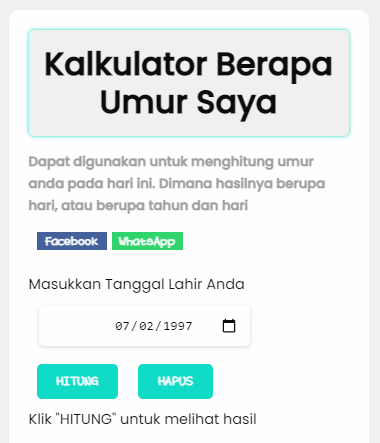 Kalkulator Berapa
Umur Saya
Dapat digunakan untuk menghitung umur
anda pada hari ini. Dimana hasilnya berupa
hari, atau berupa tahun dan hari
Facebook WhatsApp
Masukkan Tanggal Lahir Anda
07/02/1997
HITUNG HAPUS
Klik "HITUNG" untuk melihat hasil